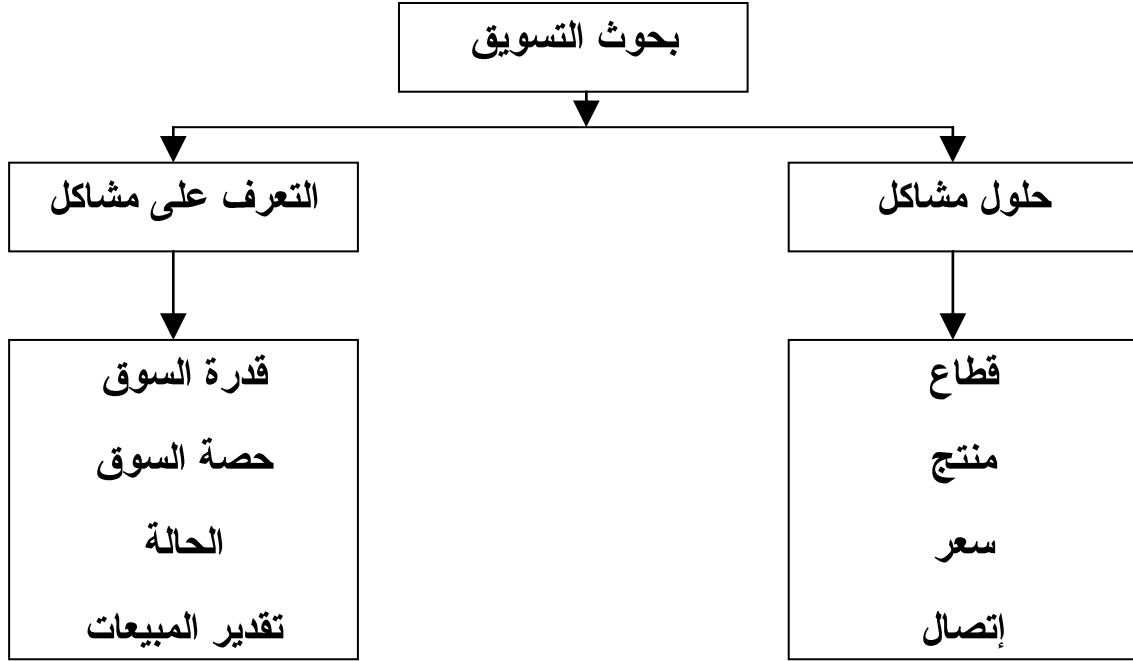 بحوث التسويق
حلول مشاكل
التعرف على مشاكل
قطاع
منتج
سعر
إتصال
قدرة السوق
حصة السوق
الحالة
تقدير المبيعات